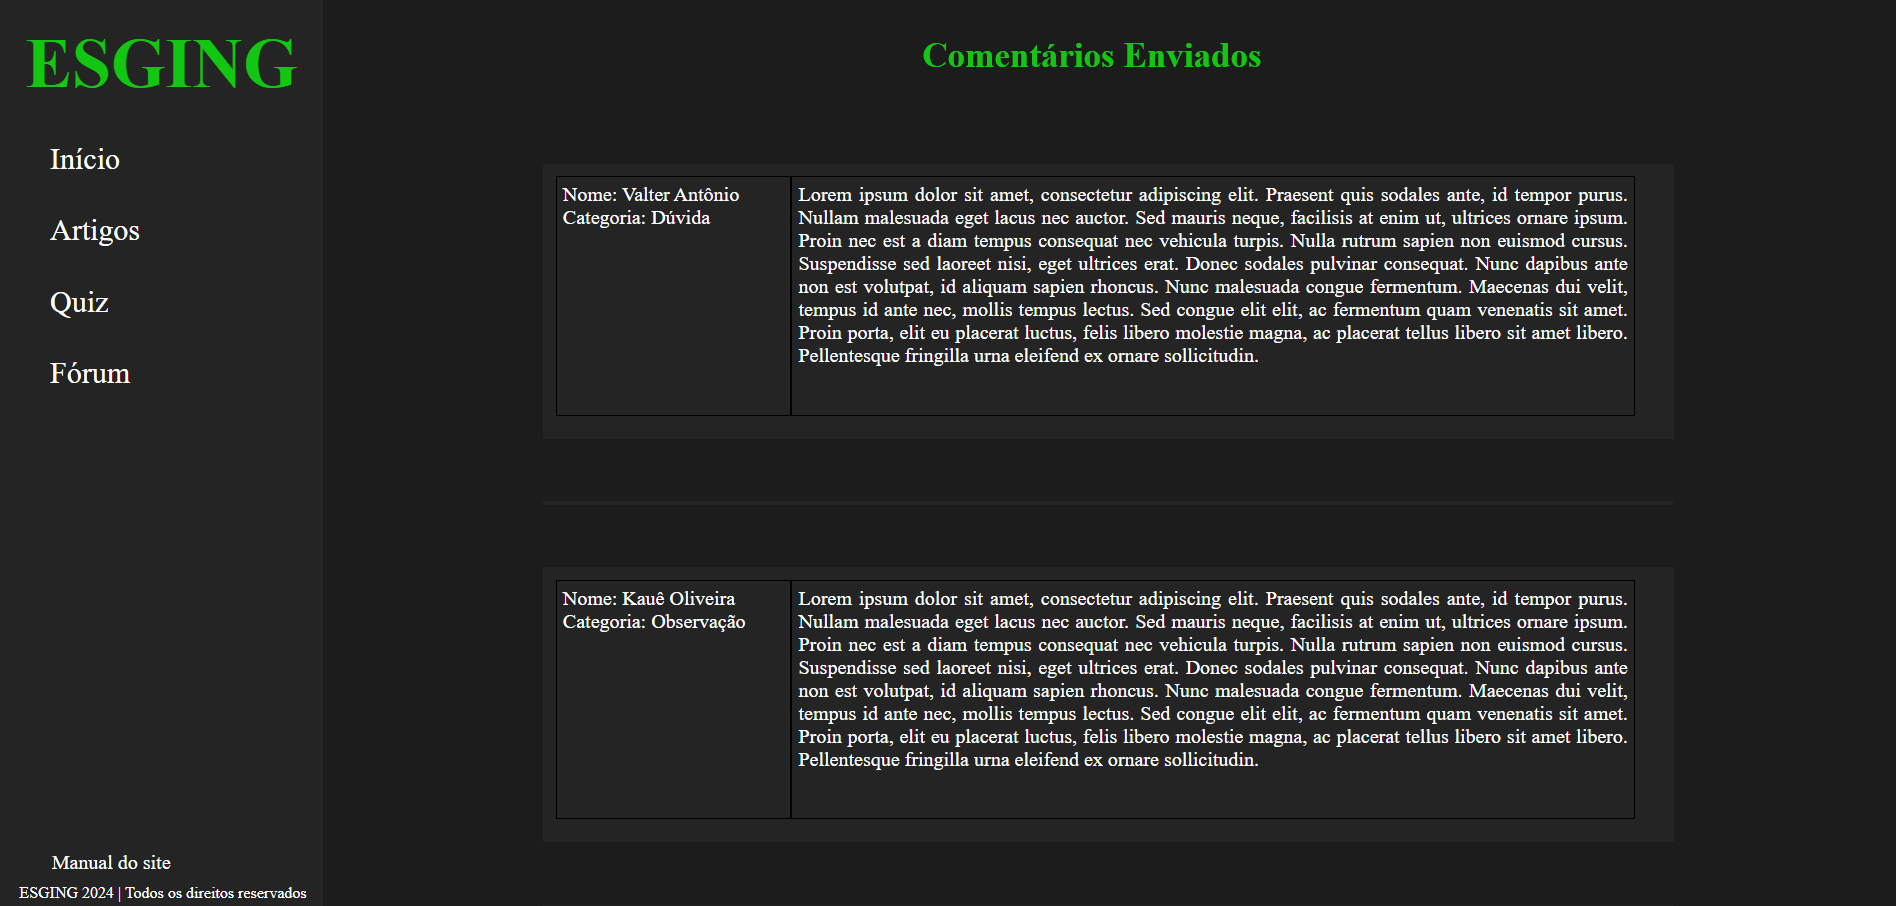 ESGING
Início
Artigos
Quiz
Fórum
Manual do site
ESGING 2024 | Todos os direitos reservados
Comentários Enviados
Nome: Valter Antônio
Categoria: Dúvida
Lorem ipsum dolor sit amet, consectetur adipiscing elit. Praesent quis sodales ante, id tempor purus.
Nullam malesuada eget lacus nec auctor. Sed mauris neque, facilisis at enim ut, ultrices ornare ipsum.
Proin nec est a diam tempus consequat nec vehicula turpis. Nulla rutrum sapien non euismod cursus.
Suspendisse sed laoreet nisi, eget ultrices erat. Donec sodales pulvinar consequat. Nunc dapibus ante
non est volutpat, id aliquam sapien rhoncus. Nunc malesuada congue fermentum. Maecenas dui velit,
tempus id ante nec, mollis tempus lectus. Sed congue elit elit, ac fermentum quam venenatis sit amet.
Proin porta, elit eu placerat luctus, felis libero molestie magna, ac placerat tellus libero sit amet libero.
Pellentesque fringilla urna eleifend ex ornare sollicitudin.
Nome: Kauê Oliveira
Categoria: Observação
Lorem ipsum dolor sit amet, consectetur adipiscing elit. Praesent quis sodales ante, id tempor purus.
Nullam malesuada eget lacus nec auctor. Sed mauris neque, facilisis at enim ut, ultrices ornare ipsum.
Proin nec est a diam tempus consequat nec vehicula turpis. Nulla rutrum sapien non euismod cursus.
Suspendisse sed laoreet nisi, eget ultrices erat. Donec sodales pulvinar consequat. Nunc dapibus ante
non est volutpat, id aliquam sapien rhoncus. Nunc malesuada congue fermentum. Maecenas dui velit,
tempus id ante nec, mollis tempus lectus. Sed congue elit elit, ac fermentum quam venenatis sit amet.
Proin porta, elit eu placerat luctus, felis libero molestie magna, ac placerat tellus libero sit amet libero.
Pellentesque fringilla urna eleifend ex ornare sollicitudin.